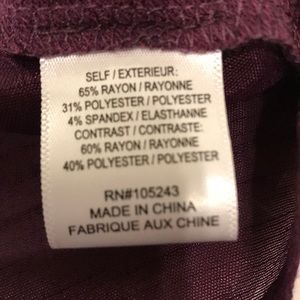 SELF / EXTERIEUR:
65% RAYON / RAYONNE
31% POLYESTER / POLYESTER
4% SPANDEX / ELASTHANNE
CONTRAST / CONTRASTE:
60% RAYON / RAYONNE
40% POLYESTER / POLYESTER
RN#105243
MADE IN CHINA
FABRIQUE AUX CHINE